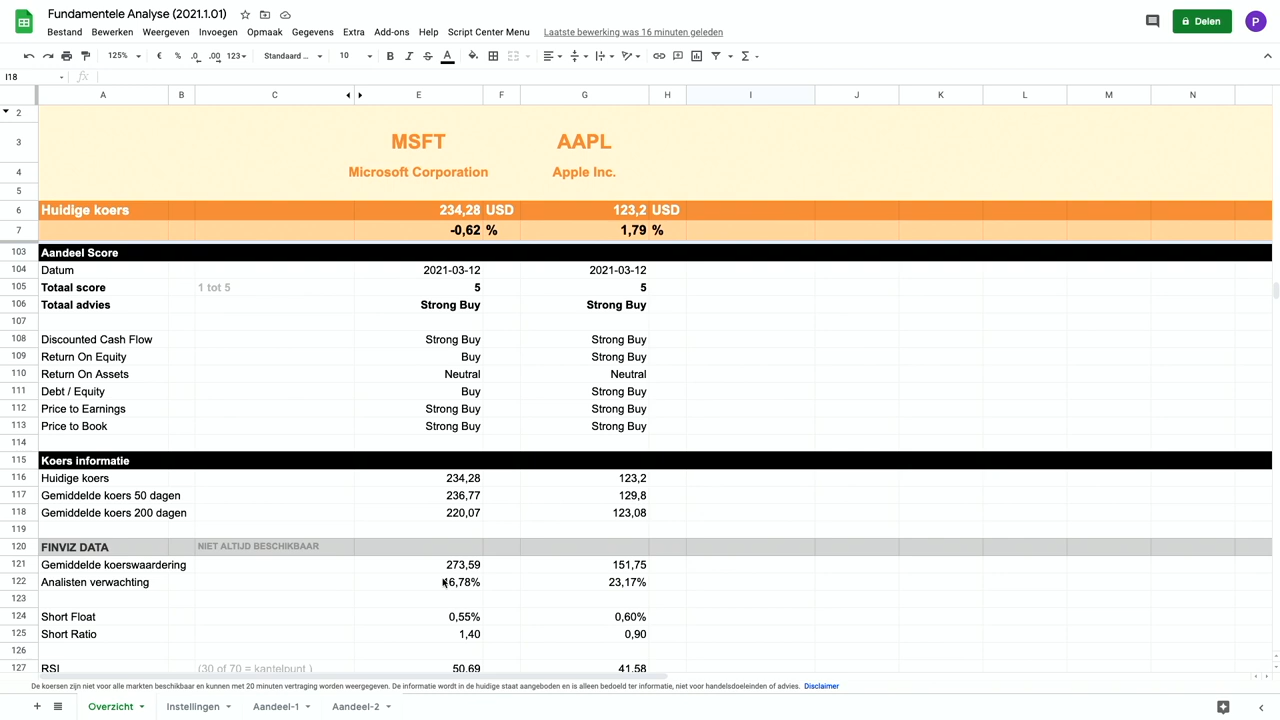 Fundamentele Analyse (2021.1.01)
Bestand Bewerken Weergeven Invoegen Opmaak Gegevens Extra Add-ons Help Script Center Menu Laatste bewerking was 16 minuten geleden
Delen P
125% € % .0 .00 123 Standaard ... 10 B I S A
I18 fx
A B C E F G H I J K L M N
2
3 MSFT AAPL
4 Microsoft Corporation Apple Inc.
5
6 Huidige koers 234,28 USD 123,2 USD
7 -0,62 % 1,79 %
103 Aandeel Score
104 Datum 2021-03-12 2021-03-12
105 Totaal score 1 tot 5 5 5
106 Totaal advies Strong Buy Strong Buy
107
108 Discounted Cash Flow Strong Buy Strong Buy
109 Return On Equity Buy Strong Buy
110 Return On Assets Neutral Neutral
111 Debt / Equity Buy Strong Buy
112 Price to Earnings Strong Buy Strong Buy
113 Price to Book Strong Buy Strong Buy
114
115 Koers informatie
116 Huidige koers 234,28 123,2
117 Gemiddelde koers 50 dagen 236,77 129,8
118 Gemiddelde koers 200 dagen 220,07 123,08
119
120 FINVIZ DATA NIET ALTIJD BESCHIKBAAR
121 Gemiddelde koerswaardering 273,59 151,75
122 Analisten verwachting 6,78% 23,17%
123
124 Short Float 0,55% 0,60%
125 Short Ratio 1,40 0,90
126
127 RSI (30 of 70 = kantelpunt ) 50,69 41,58
De koersen zijn niet voor alle markten beschikbaar en kunnen met 20 minuten vertraging worden weergegeven. De informatie wordt in de huidige staat aangeboden en is alleen bedoeld ter informatie, niet voor handelsdoeleinden of advies. Disclaimer
Overzicht Instellingen Aandeel-1 Aandeel-2